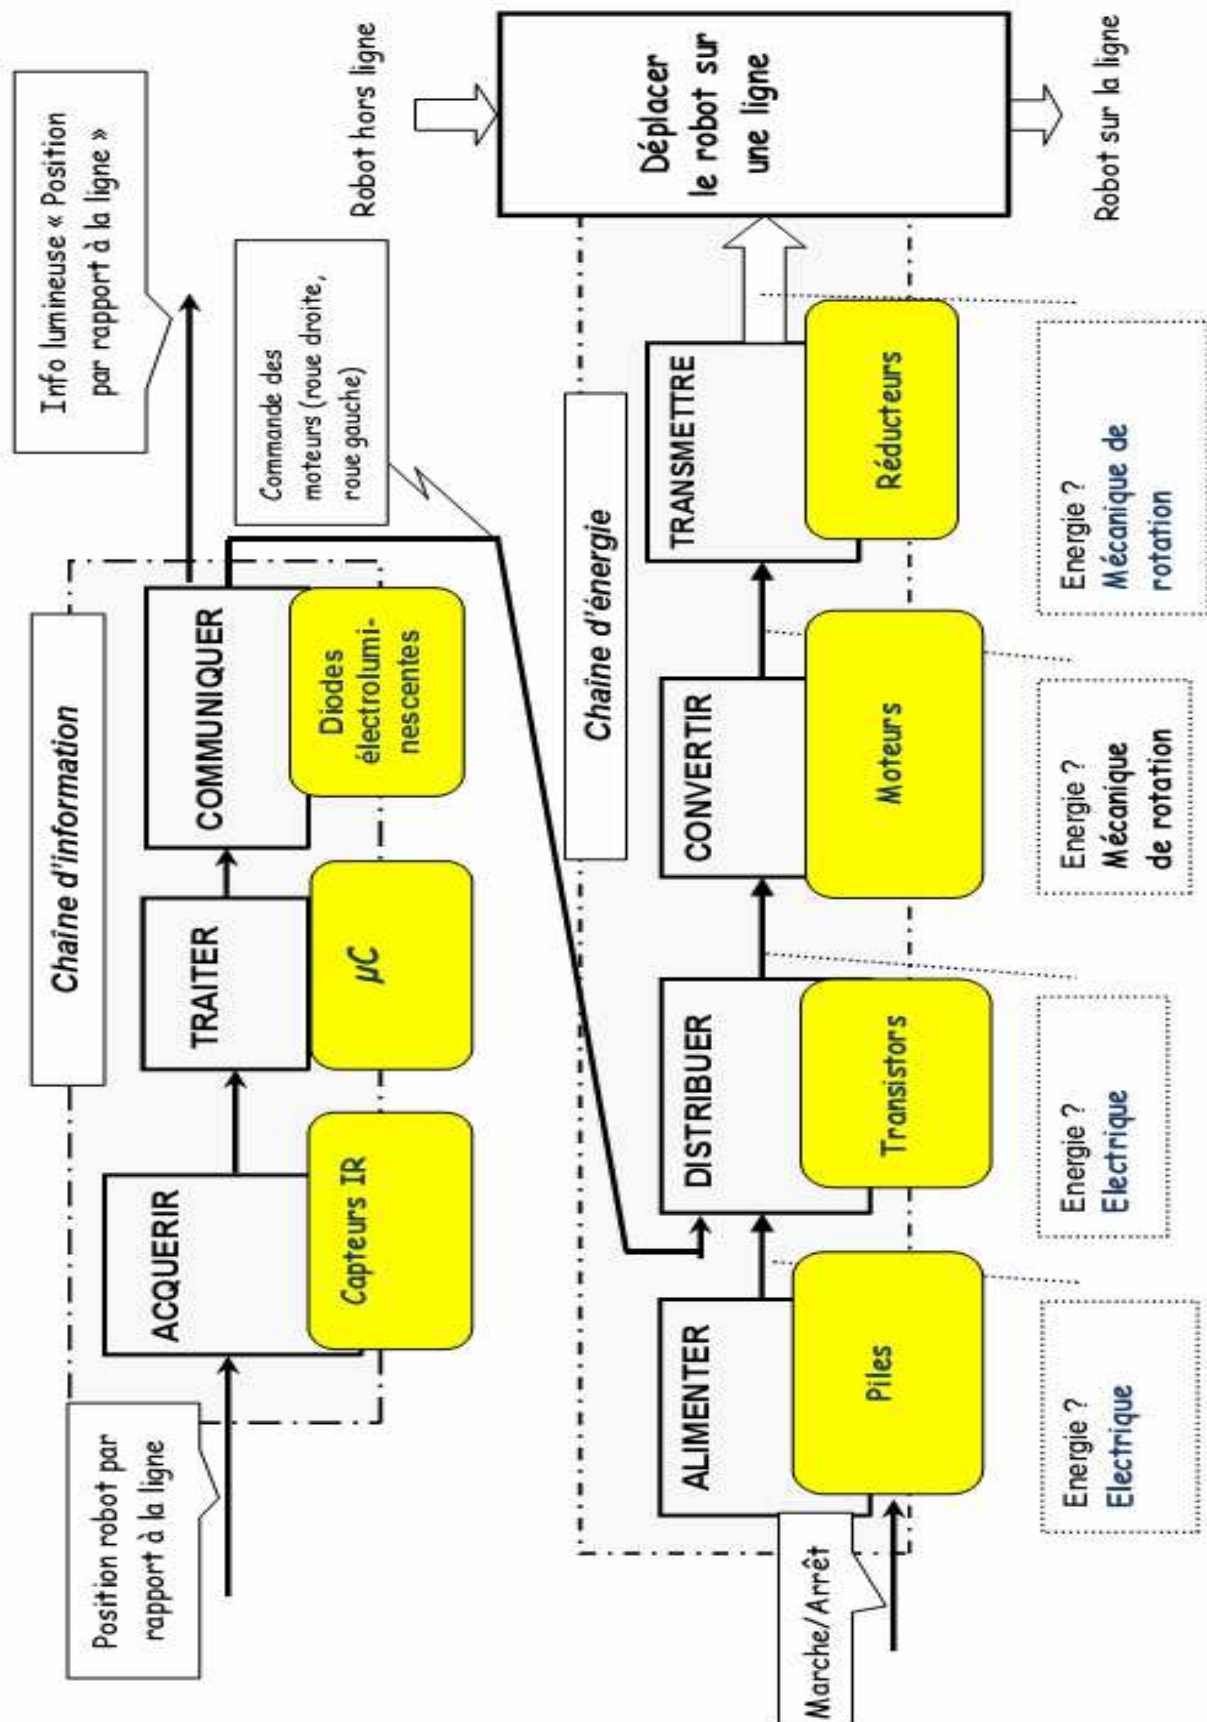 Chaîne d'information
Position robot par
rapport à la ligne
ACQUERIR
Capteurs IR
TRAITER
µC
COMMUNIQUER
Diodes
électrolumi-
nescentes
Info lumineuse « Position
par rapport à la ligne »
Commande des
moteurs (roue droite,
roue gauche)
Robot hors ligne
Chaîne d'énergie
Marche/Arrêt
ALIMENTER
Piles
DISTRIBUER
Transistors
CONVERTIR
Moteurs
TRANSMETTRE
Réducteurs
Déplacer
le robot sur
une ligne
Robot sur la ligne
Energie ?
Electrique
Energie ?
Electrique
Energie ?
Mécanique
de rotation
Energie ?
Mécanique de
rotation